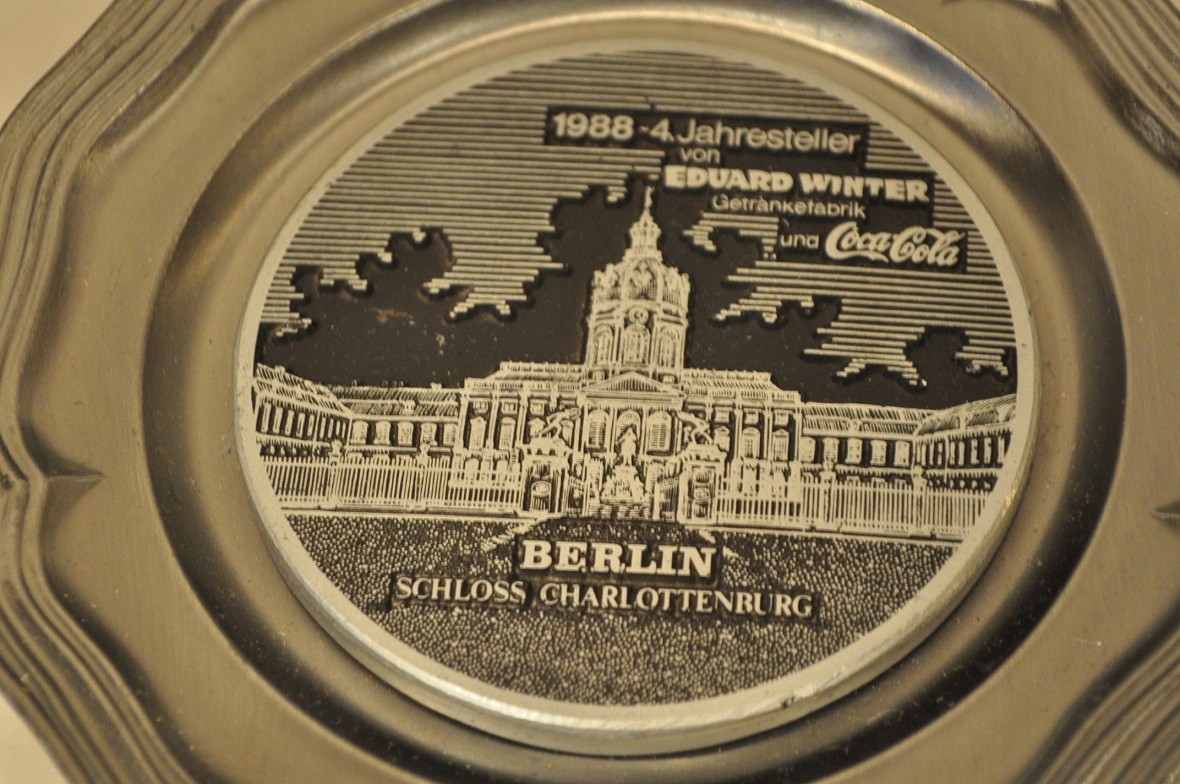 1988 - 4. Jahresteller
von
EDUARD WINTER
Getränkefabrik
und Coca-Cola
BERLIN
SCHLOSS CHARLOTTENBURG